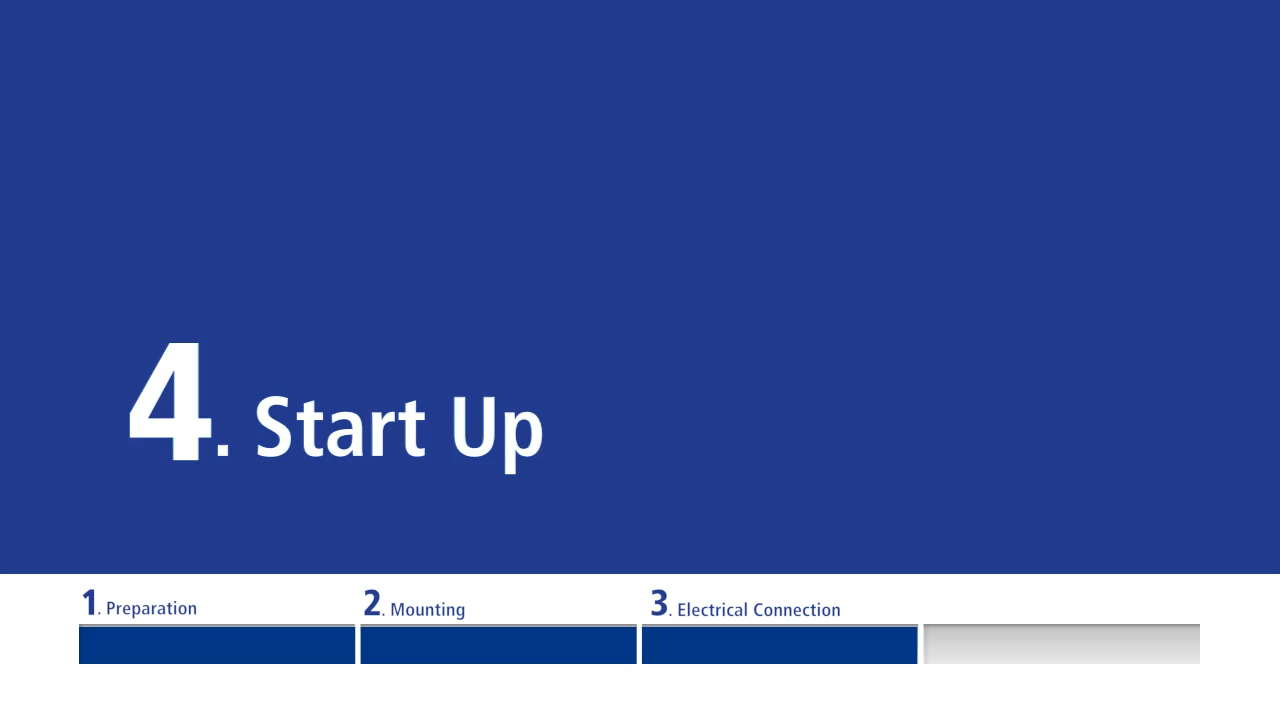 4. Start Up
1. Preparation
2. Mounting
3. Electrical Connection